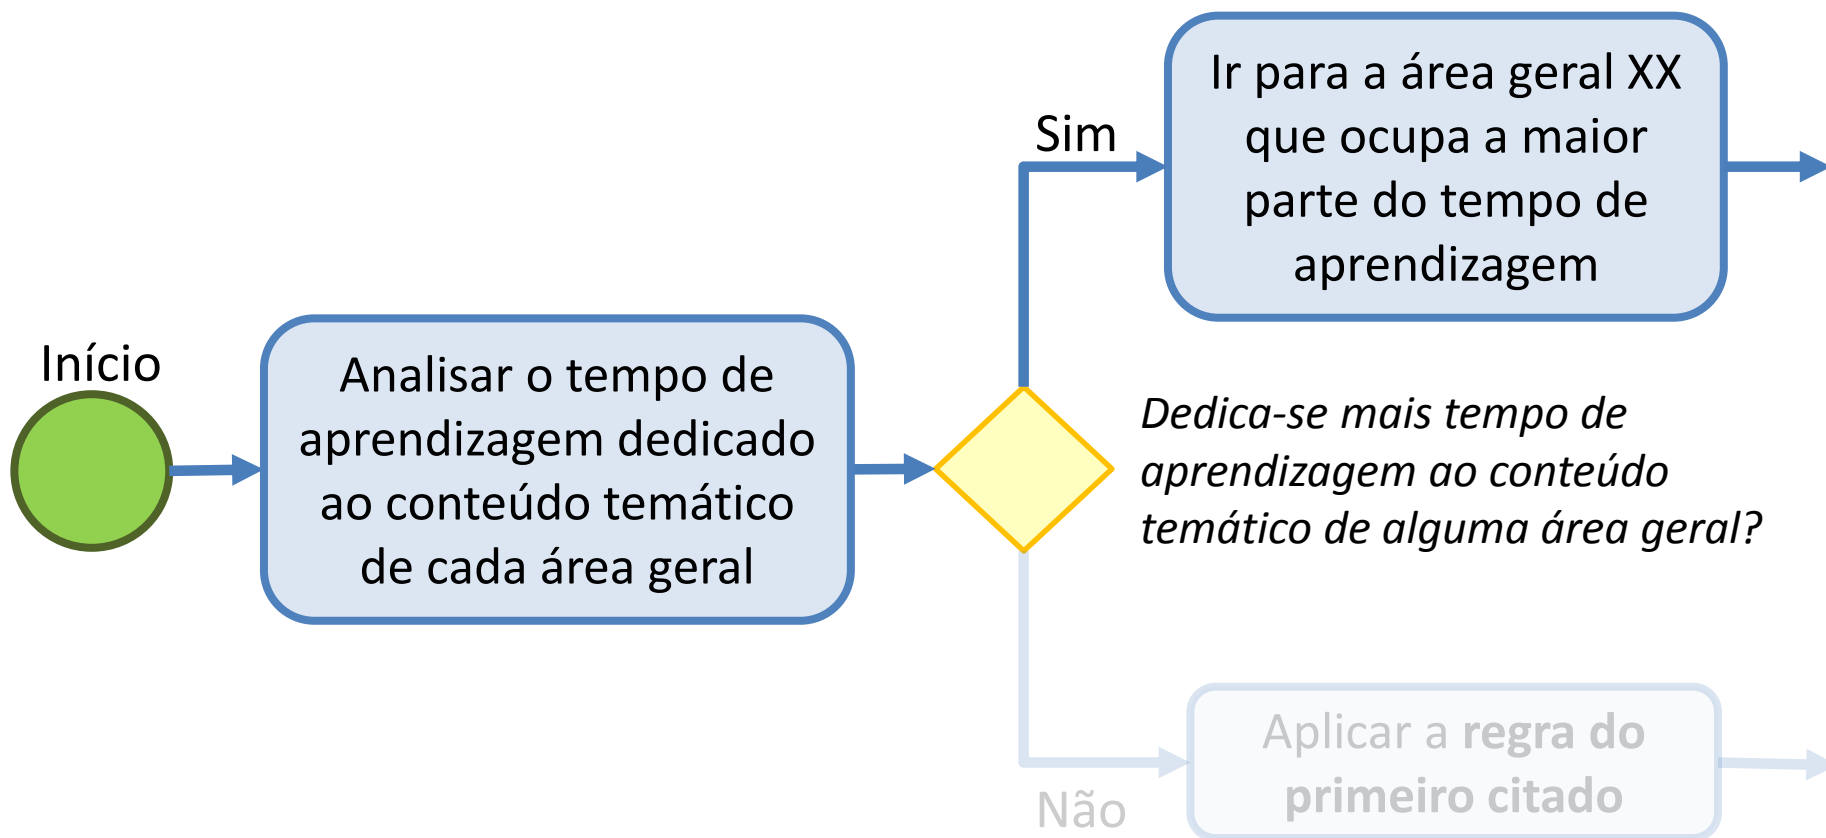 Início
Analisar o tempo de
aprendizagem dedicado
ao conteúdo temático
de cada área geral
Sim
Ir para a área geral XX
que ocupa a maior
parte do tempo de
aprendizagem
Dedica-se mais tempo de
aprendizagem ao conteúdo
temático de alguma área geral?
Não
Aplicar a regra do
primeiro citado